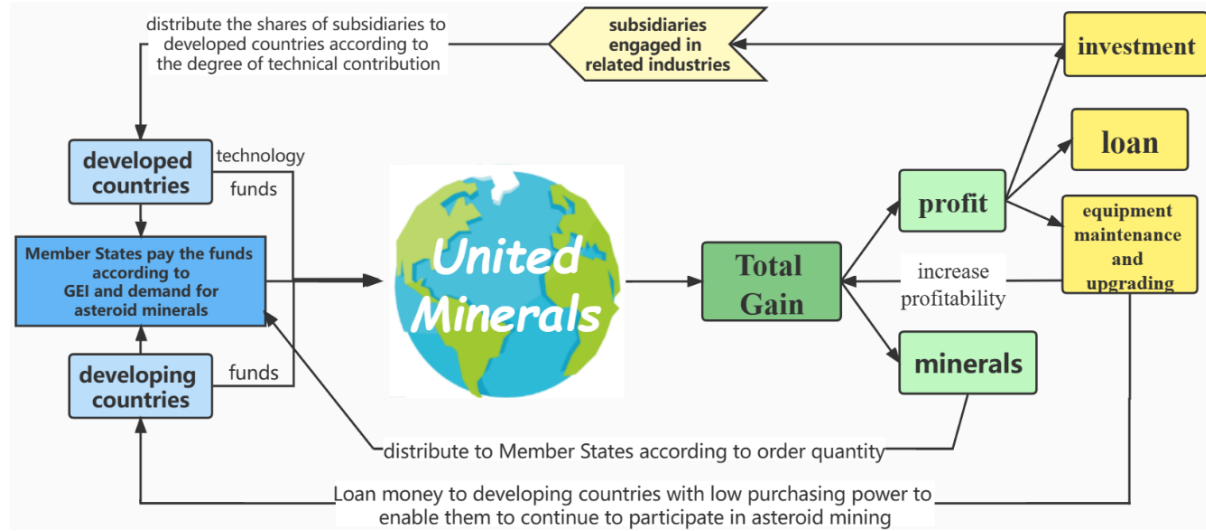 distribute the shares of subsidiaries to
developed countries according to
the degree of technical contribution
subsidiaries
engaged in
related industries
investment
developed
countries
technology
funds
loan
profit
equipment
maintenance
and
upgrading
Member States pay the funds
according to
GEI and demand for
asteroid minerals
United
Minerals
Total
Gain
increase
profitability
developing
countries
funds
minerals
distribute to Member States according to order quantity
Loan money to developing countries with low purchasing power to
enable them to continue to participate in asteroid mining